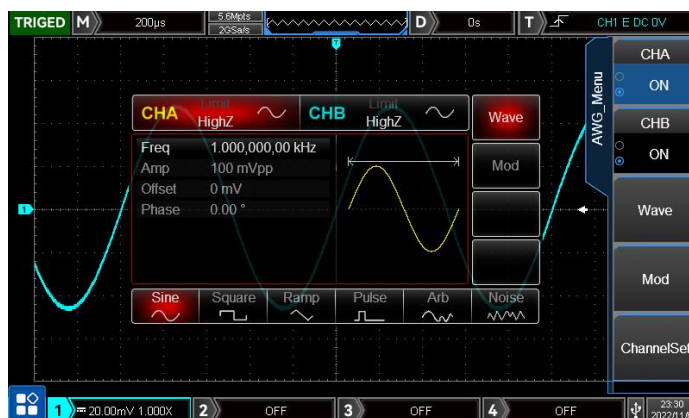 TRIGED M 200μs 5.6Mpts D 0s T CH1 E DC 0V
2GSa/s
AWG_Menu
CHA
ON
CHB
ON
Wave
Mod
ChannelSet
CHA Limit HighZ CHB Limit HighZ Wave
Mod
Freq 1.000,000,00 kHz
Amp 100 mVpp
Offset 0 mV
Phase 0.00 °
Sine Square Ramp Pulse Arb Noise
1
1 20.00mV 1.000X 2 OFF 3 OFF 4 OFF 23:30